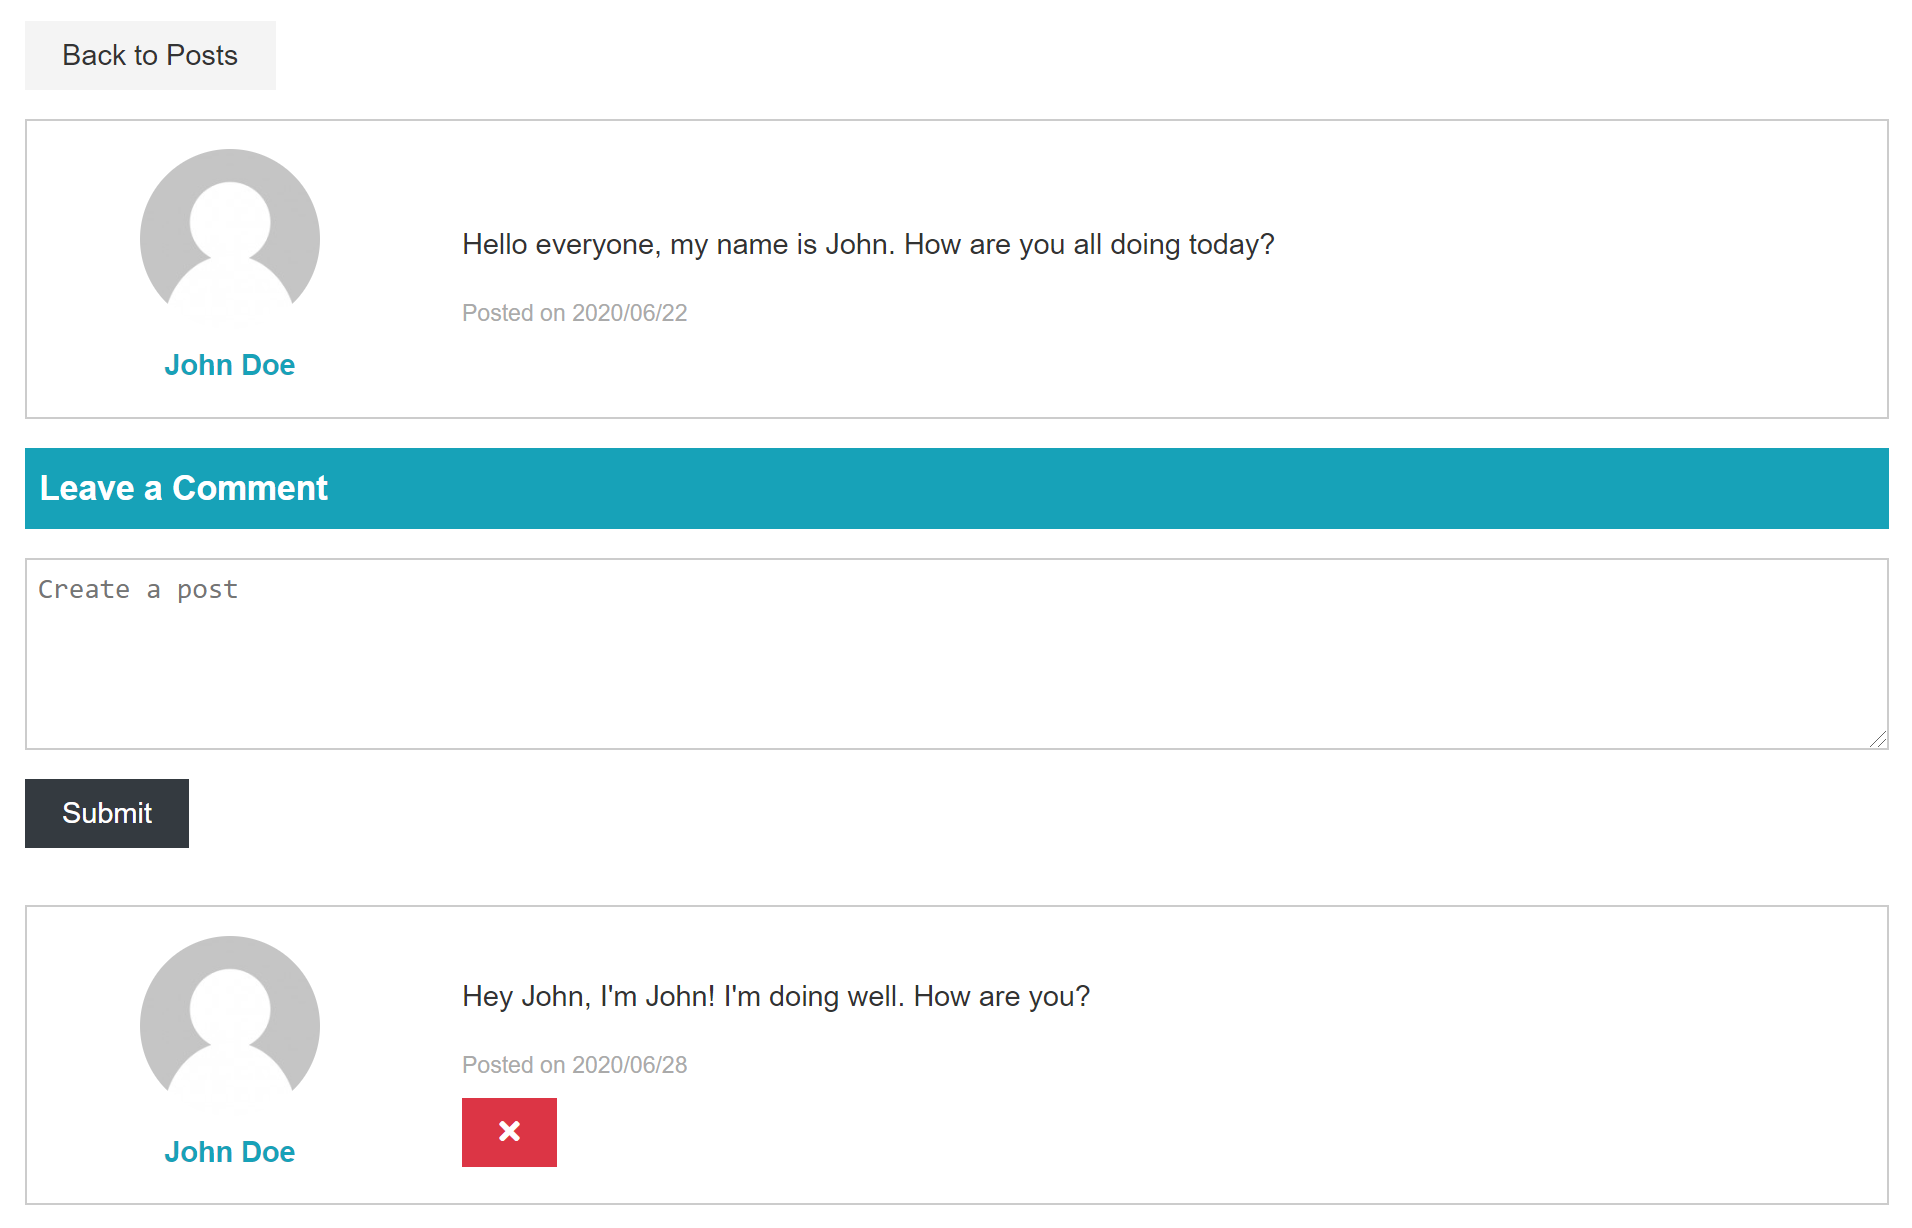 Back to Posts
Hello everyone, my name is John. How are you all doing today?
Posted on 2020/06/22
John Doe
Leave a Comment
Create a post
Submit
Hey John, I'm John! I'm doing well. How are you?
Posted on 2020/06/28
John Doe